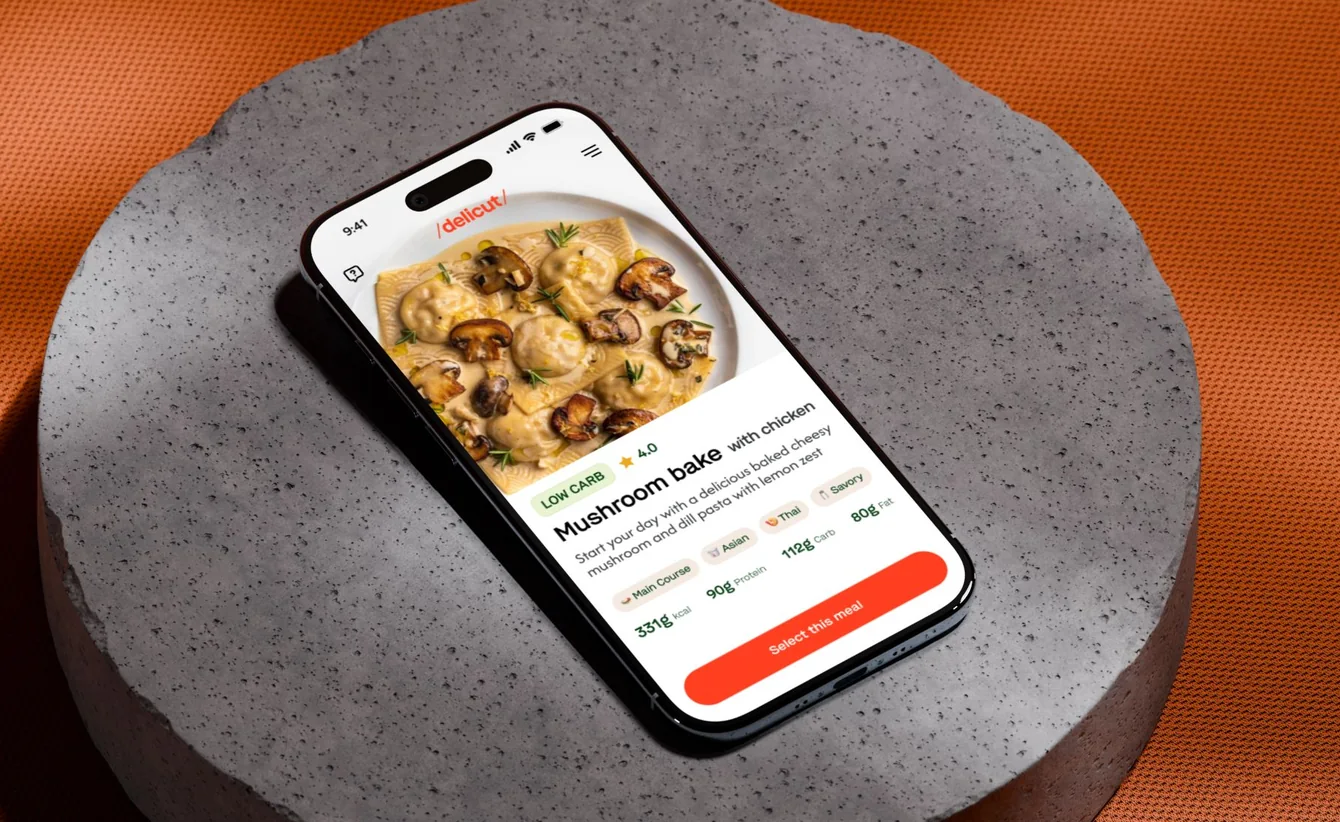 9:41
/delicut/
LOW CARB
4.0
Mushroom bake with chicken
Start your day with a delicious baked cheesy
mushroom and dill pasta with lemon zest
Main Course
Asian
Thai
Savory
331g kcal
90g Protein
112g Carb
80g Fat
Select this meal